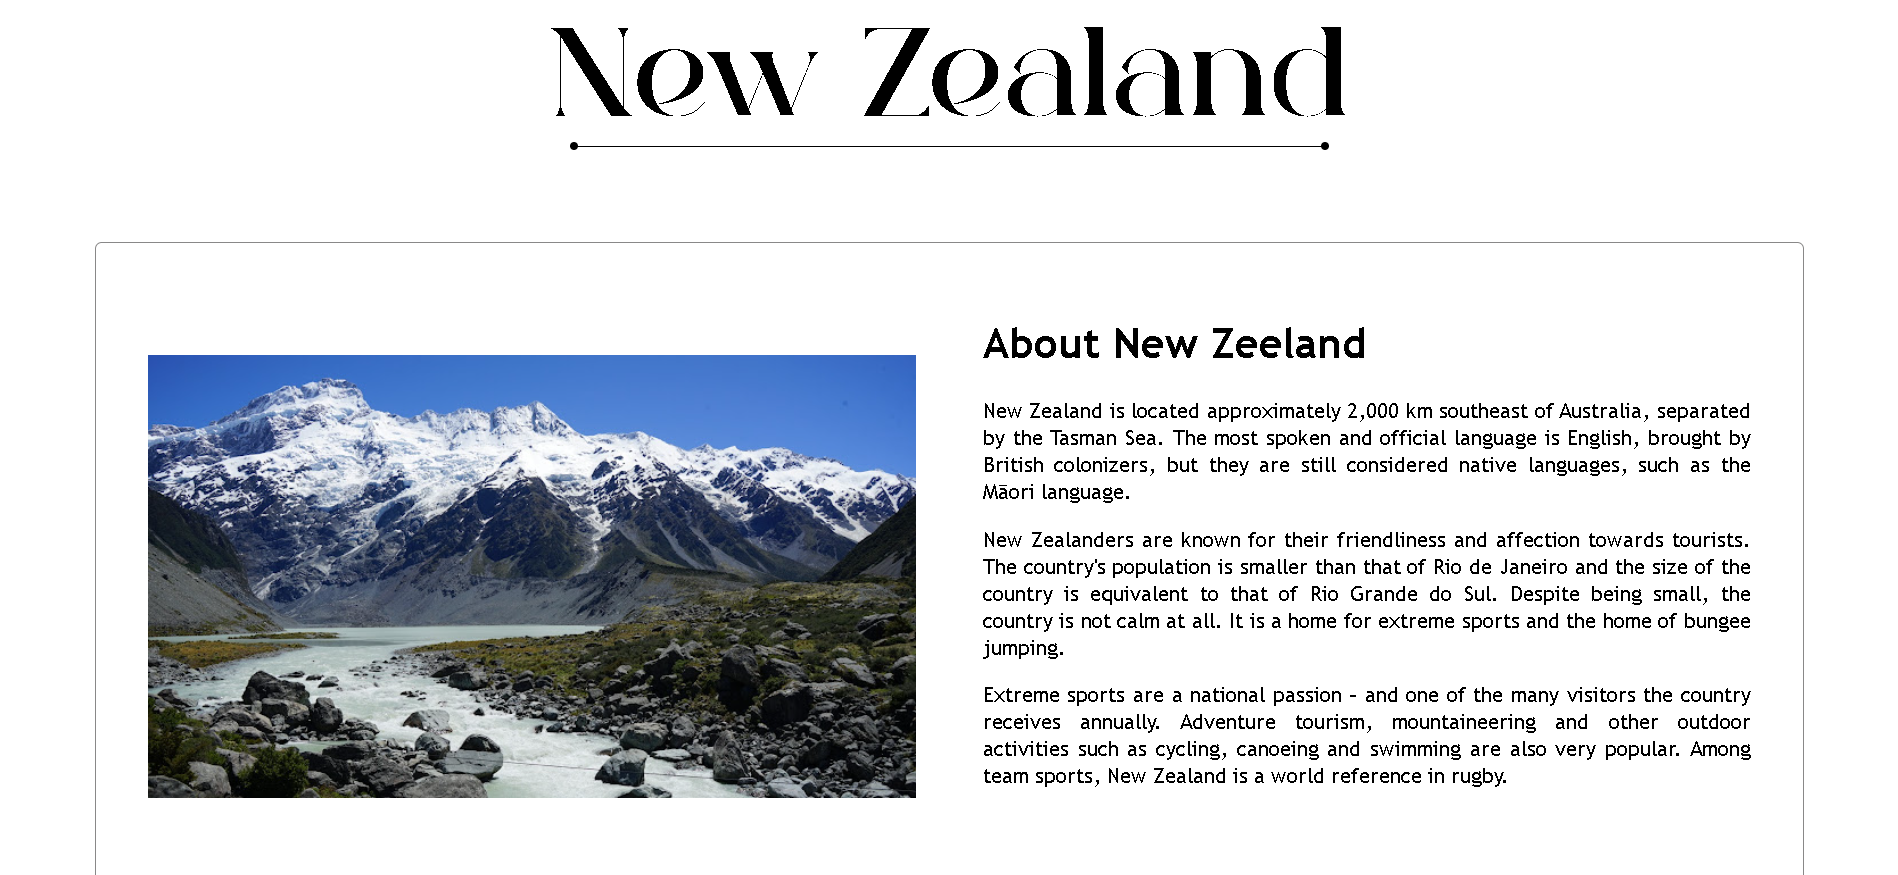 New Zealand
About New Zeeland
New Zealand is located approximately 2,000 km southeast of Australia, separated
by the Tasman Sea. The most spoken and official language is English, brought by
British colonizers, but they are still considered native languages, such as the
Māori language.
New Zealanders are known for their friendliness and affection towards tourists.
The country's population is smaller than that of Rio de Janeiro and the size of the
country is equivalent to that of Rio Grande do Sul. Despite being small, the
country is not calm at all. It is a home for extreme sports and the home of bungee
jumping.
Extreme sports are a national passion – and one of the many visitors the country
receives annually. Adventure tourism, mountaineering and other outdoor
activities such as cycling, canoeing and swimming are also very popular. Among
team sports, New Zealand is a world reference in rugby.